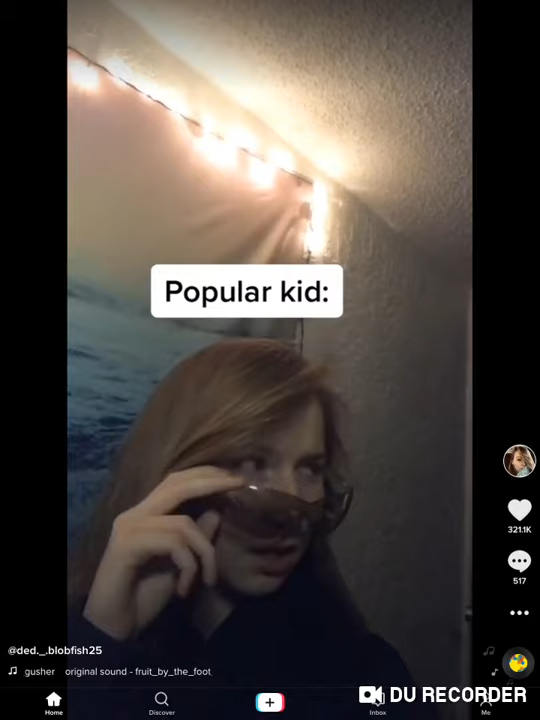 Popular kid:
321.1K
517
@ded._.blobfish25
gusher original sound - fruit_by_the_foot
Home
Discover
Inbox
Me
DU RECORDER